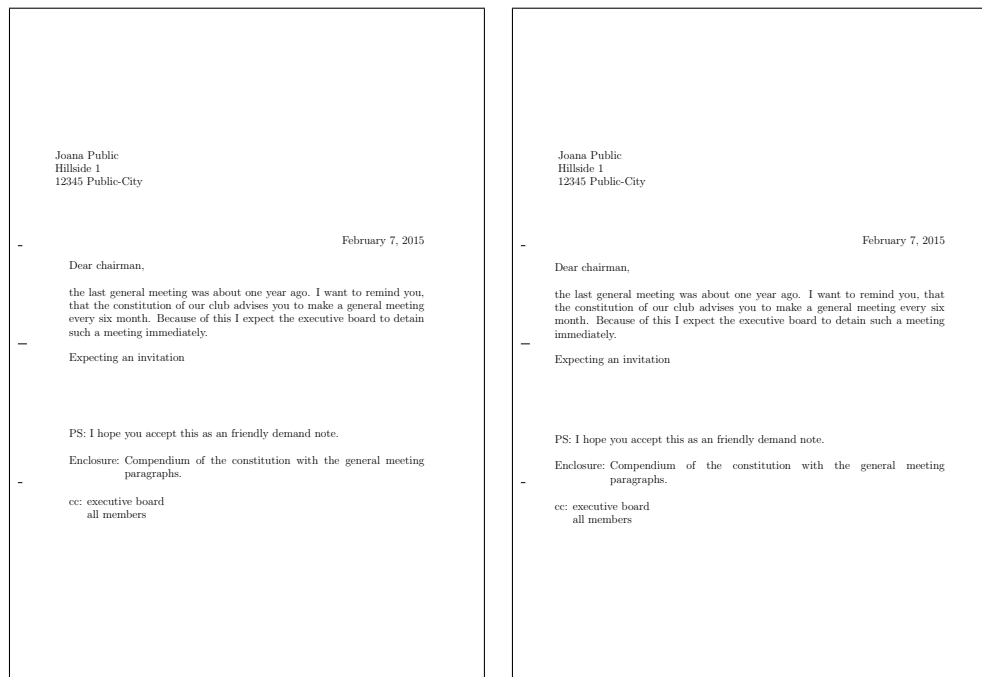 Joana Public
Hillside 1
12345 Public-City
February 7, 2015
Dear chairman,
the last general meeting was about one year ago. I want to remind you,
that the constitution of our club advises you to make a general meeting
every six month. Because of this I expect the executive board to detain
such a meeting immediately.
Expecting an invitation
PS: I hope you accept this as an friendly demand note.
Enclosure: Compendium of the constitution with the general meeting
paragraphs.
cc: executive board
all members
Joana Public
Hillside 1
12345 Public-City
February 7, 2015
Dear chairman,
the last general meeting was about one year ago. I want to remind you, that
the constitution of our club advises you to make a general meeting every six
month. Because of this I expect the executive board to detain such a meeting
immediately.
Expecting an invitation
PS: I hope you accept this as an friendly demand note.
Enclosure: Compendium of the constitution with the general meeting
paragraphs.
cc: executive board
all members